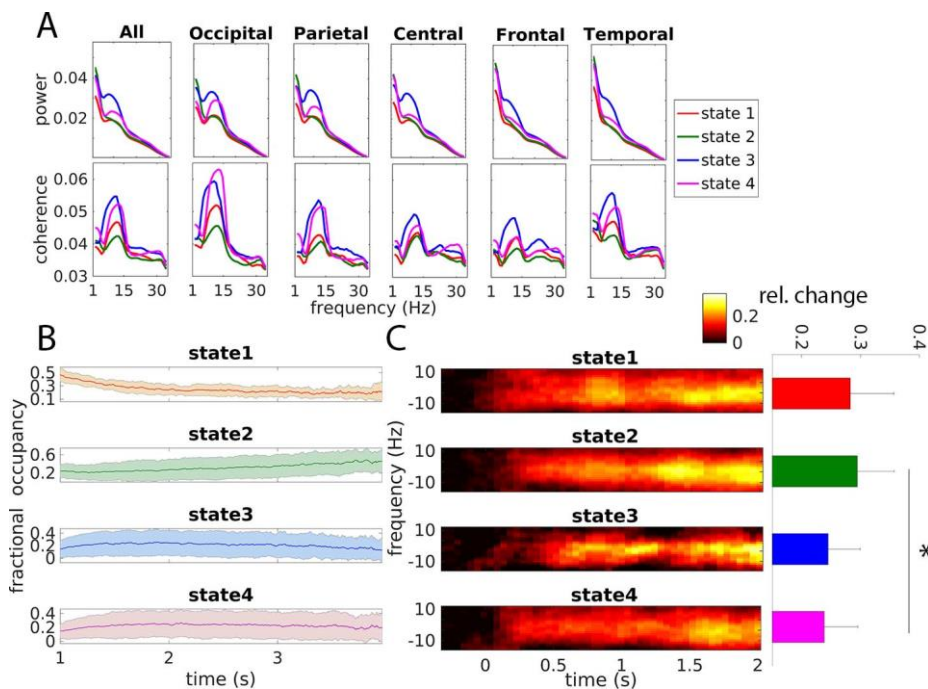 A
All Occipital Parietal Central Frontal Temporal
power
0.04
0.02
state 1
state 2
state 3
state 4
coherence
0.06
0.05
0.04
0.03
1 15 30 1 15 30 1 15 30 1 15 30 1 15 30 1 15 30
frequency (Hz)
B
fractional occupancy
state1
0.5
0.3
0.1
state2
0.6
0.2
state3
0.4
0.2
0
state4
0.4
0.2
0
1 2 3
time (s)
C
0.2
0
rel. change
0.2 0.3 0.4
frequency (Hz)
state1
10
-10
state2
10
-10
state3
10
-10
state4
10
-10
0 0.5 1 1.5 2
time (s)
*